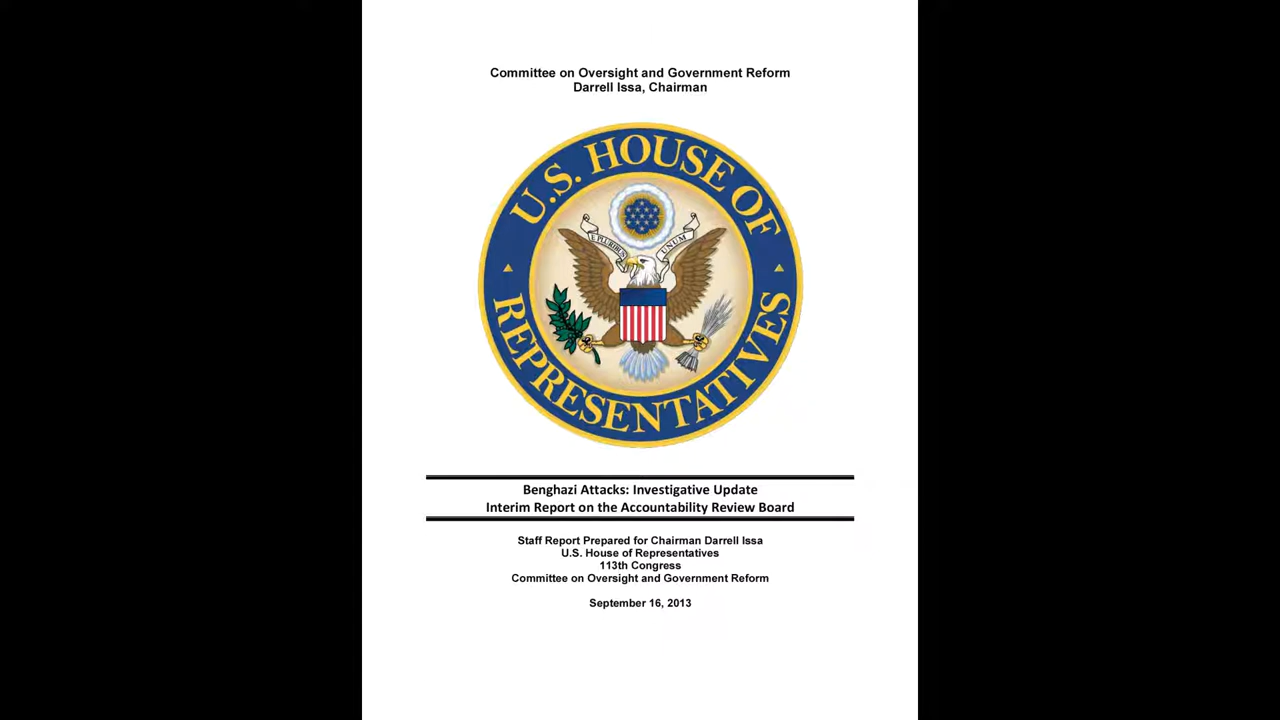 Committee on Oversight and Government Reform
Darrell Issa, Chairman
U.S. HOUSE OF
REPRESENTATIVES
E PLURIBUS
UNUM
Benghazi Attacks: Investigative Update
Interim Report on the Accountability Review Board
Staff Report Prepared for Chairman Darrell Issa
U.S. House of Representatives
113th Congress
Committee on Oversight and Government Reform
September 16, 2013